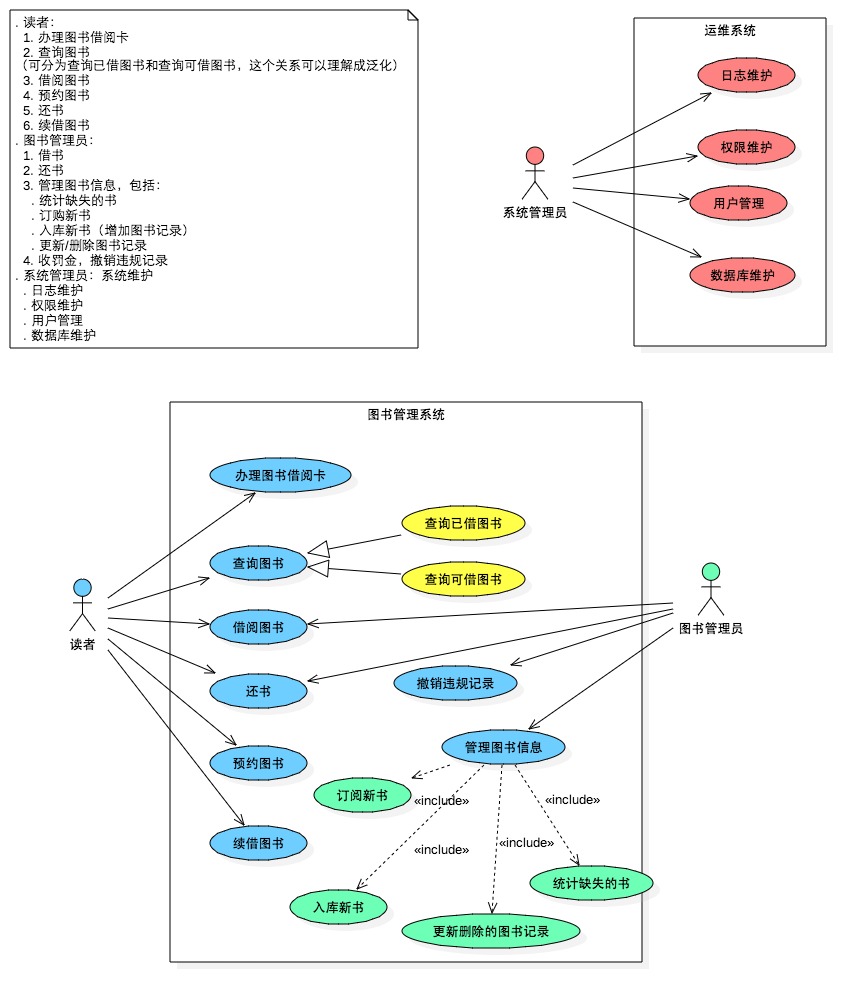 . 读者：
1. 办理图书借阅卡
2. 查询图书
（可分为查询已借图书和查询可借图书，这个关系可以理解成泛化）
3. 借阅图书
4. 预约图书
5. 还书
6. 续借图书
. 图书管理员：
1. 借书
2. 还书
3. 管理图书信息，包括：
. 统计缺失的书
. 订购新书
. 入库新书（增加图书记录）
. 更新/删除图书记录
4. 收罚金，撤销违规记录
. 系统管理员：系统维护
. 日志维护
. 权限维护
. 用户管理
. 数据库维护
运维系统
日志维护
权限维护
用户管理
数据库维护
系统管理员
图书管理系统
办理图书借阅卡
查询已借图书
查询图书
查询可借图书
借阅图书
读者
图书管理员
还书
撤销违规记录
管理图书信息
预约图书
订阅新书
«include»
«include»
续借图书
«include»
«include»
统计缺失的书
入库新书
更新删除的图书记录